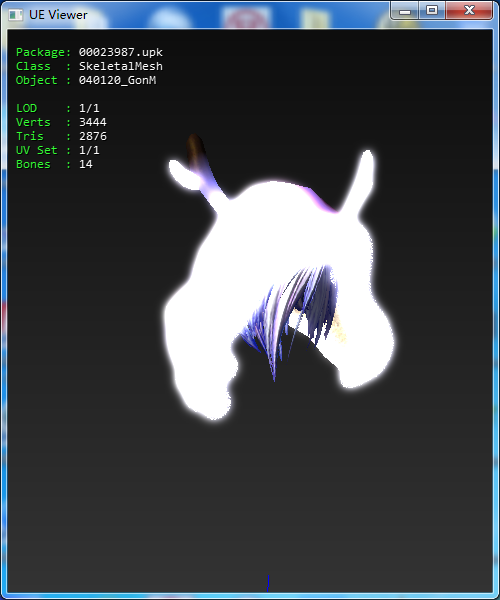 UE Viewer
Package: 00023987.upk
Class : SkeletalMesh
Object : 040120_GonM
LOD : 1/1
Verts : 3444
Tris : 2876
UV Set : 1/1
Bones : 14